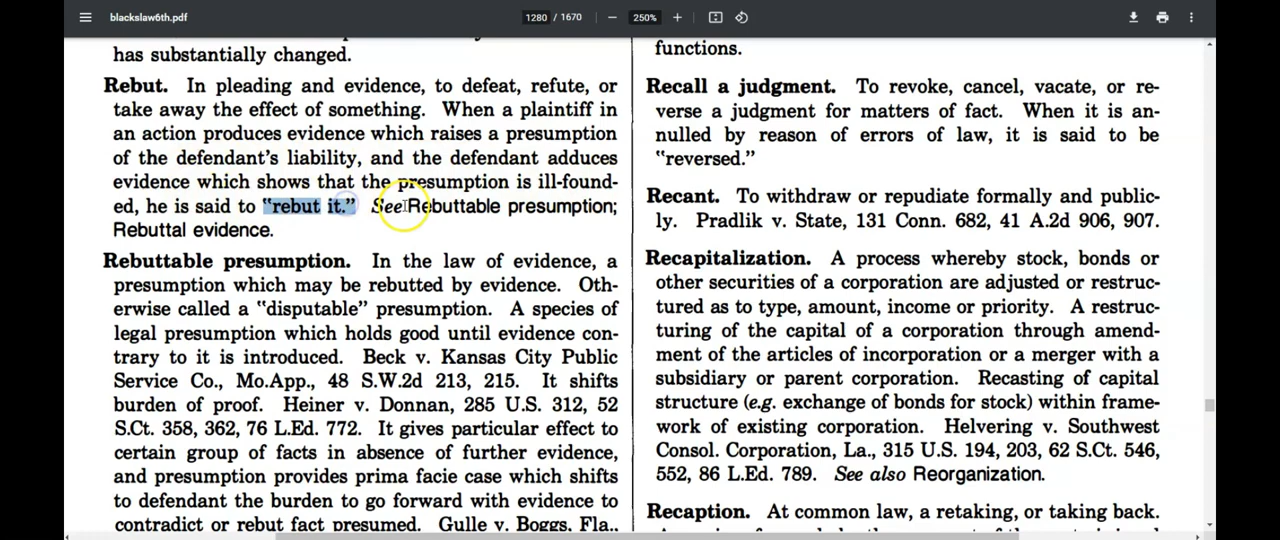 blackslaw6th.pdf
1280 / 1670
250%
has substantially changed.
Rebut. In pleading and evidence, to defeat, refute, or
take away the effect of something. When a plaintiff in
an action produces evidence which raises a presumption
of the defendant's liability, and the defendant adduces
evidence which shows that the presumption is ill-found-
ed, he is said to "rebut it." See Rebuttable presumption;
Rebuttal evidence.
Rebuttable presumption. In the law of evidence, a
presumption which may be rebutted by evidence. Oth-
erwise called a "disputable" presumption. A species of
legal presumption which holds good until evidence con-
trary to it is introduced. Beck v. Kansas City Public
Service Co., Mo.App., 48 S.W.2d 213, 215. It shifts
burden of proof. Heiner v. Donnan, 285 U.S. 312, 52
S.Ct. 358, 362, 76 L.Ed. 772. It gives particular effect to
certain group of facts in absence of further evidence,
and presumption provides prima facie case which shifts
to defendant the burden to go forward with evidence to
contradict or rebut fact presumed. Gulle v. Boggs, Fla.,
functions.
Recall a judgment. To revoke, cancel, vacate, or re-
verse a judgment for matters of fact. When it is an-
nulled by reason of errors of law, it is said to be
"reversed."
Recant. To withdraw or repudiate formally and public-
ly. Pradlik v. State, 131 Conn. 682, 41 A.2d 906, 907.
Recapitalization. A process whereby stock, bonds or
other securities of a corporation are adjusted or restruc-
tured as to type, amount, income or priority. A restruc-
turing of the capital of a corporation through amend-
ment of the articles of incorporation or a merger with a
subsidiary or parent corporation. Recasting of capital
structure (e.g. exchange of bonds for stock) within frame-
work of existing corporation. Helvering v. Southwest
Consol. Corporation, La., 315 U.S. 194, 203, 62 S.Ct. 546,
552, 86 L.Ed. 789. See also Reorganization.
Recaption. At common law, a retaking, or taking back.